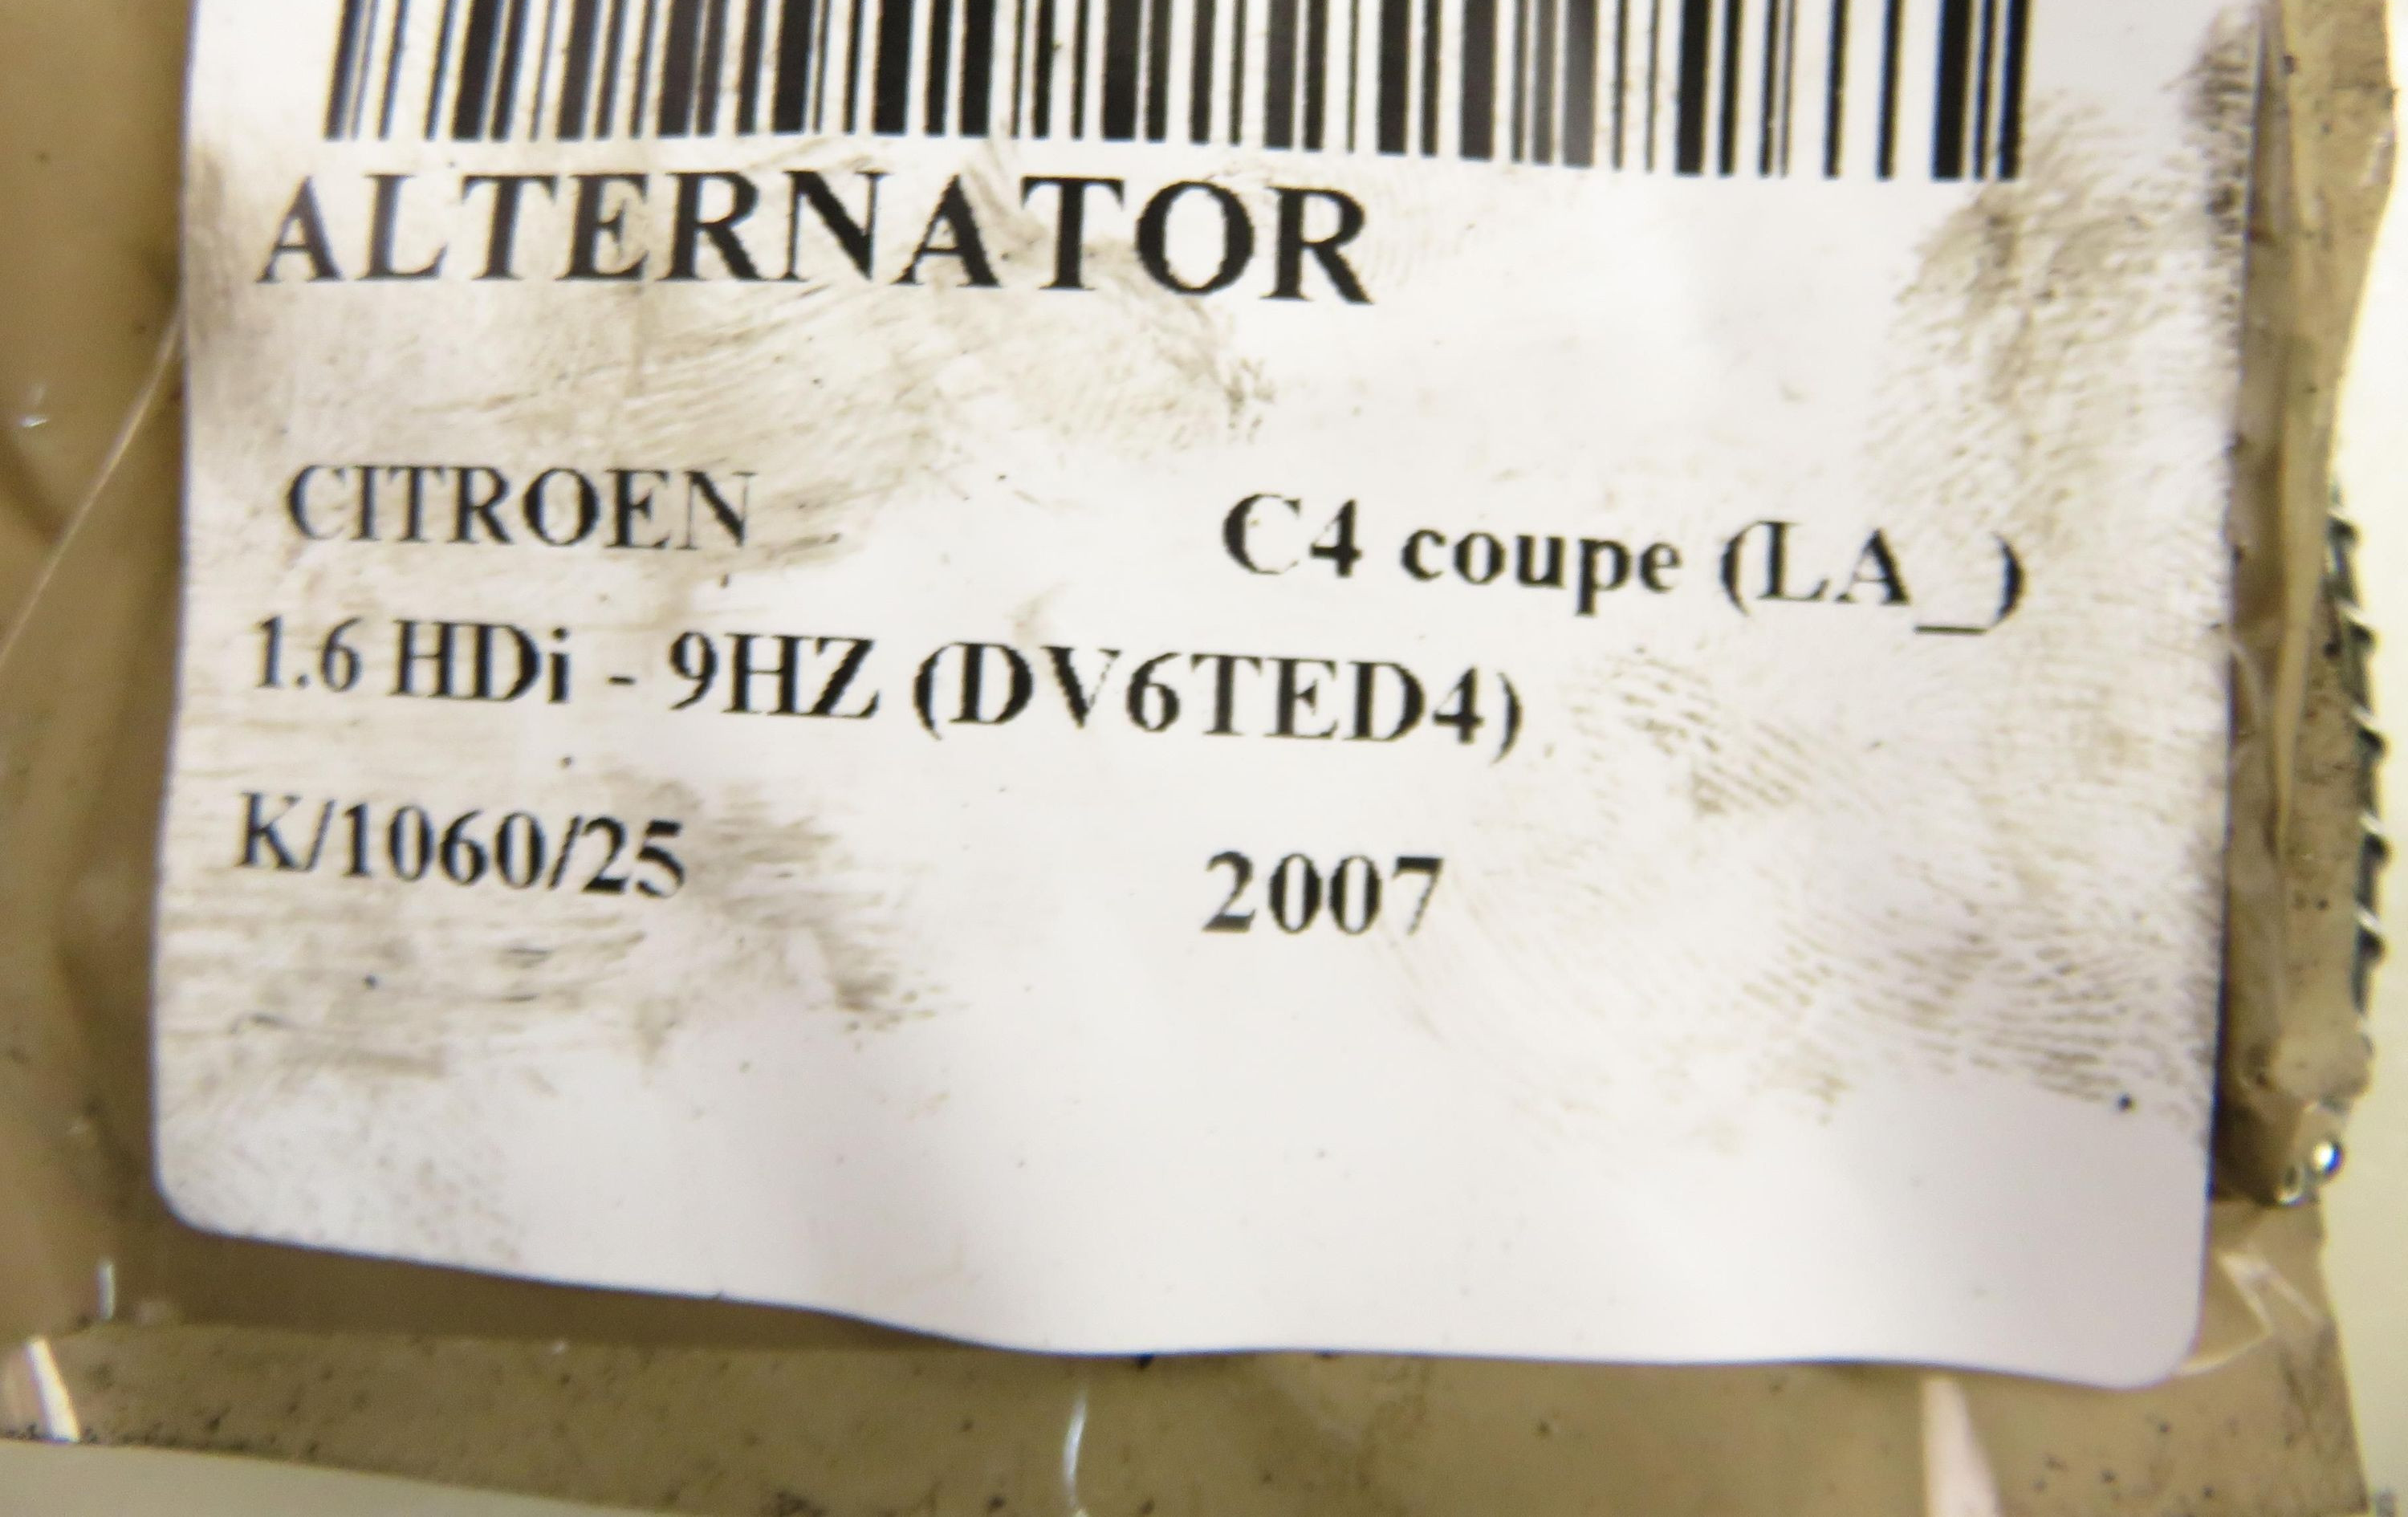 ALTERNATOR
CITROEN C4 coupe (LA_)
1.6 HDi - 9HZ (DV6TED4)
K/1060/25 2007